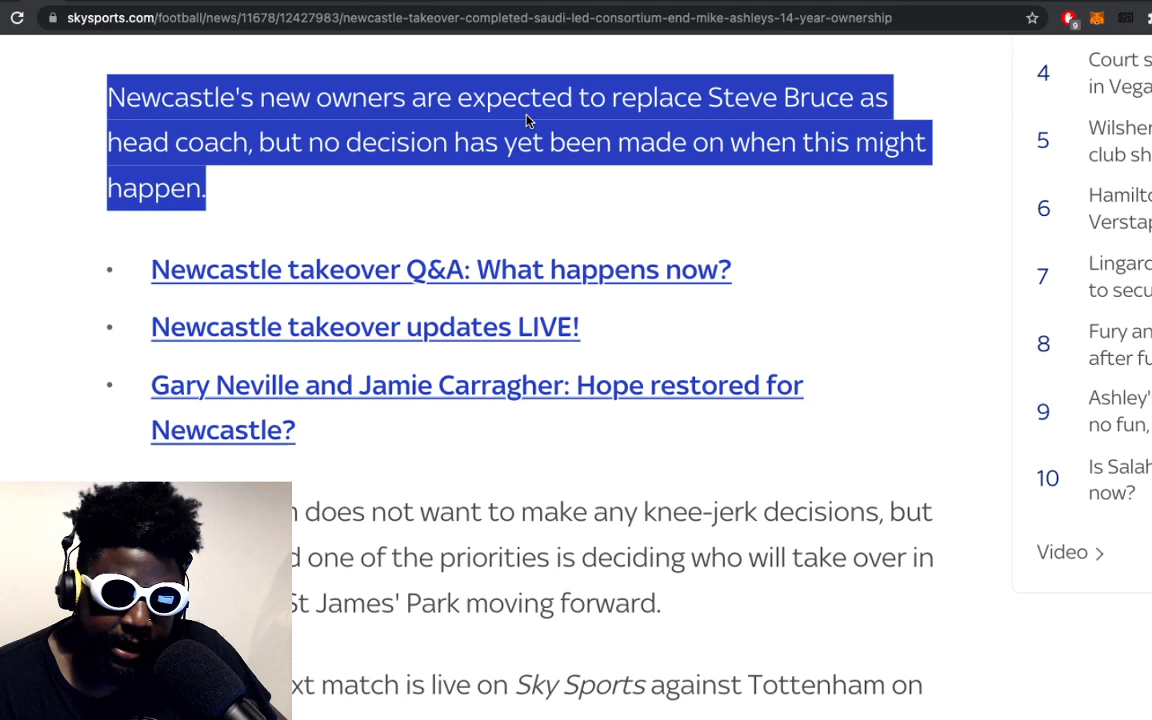 skysports.com/football/news/11678/12427983/newcastle-takeover-completed-saudi-led-consortium-end-mike-ashleys-14-year-ownership
9
Newcastle's new owners are expected to replace Steve Bruce as
head coach, but no decision has yet been made on when this might
happen.
• Newcastle takeover Q&A: What happens now?
• Newcastle takeover updates LIVE!
• Gary Neville and Jamie Carragher: Hope restored for
Newcastle?
does not want to make any knee-jerk decisions, but
one of the priorities is deciding who will take over in
St James' Park moving forward.
match is live on Sky Sports against Tottenham on
4 Court
in Vega
5 Wilsher
club sh
6 Hamilto
Verstap
7 Lingard
to secu
8 Fury an
after fu
9 Ashley's
no fun,
10 Is Salah
now?
Video >